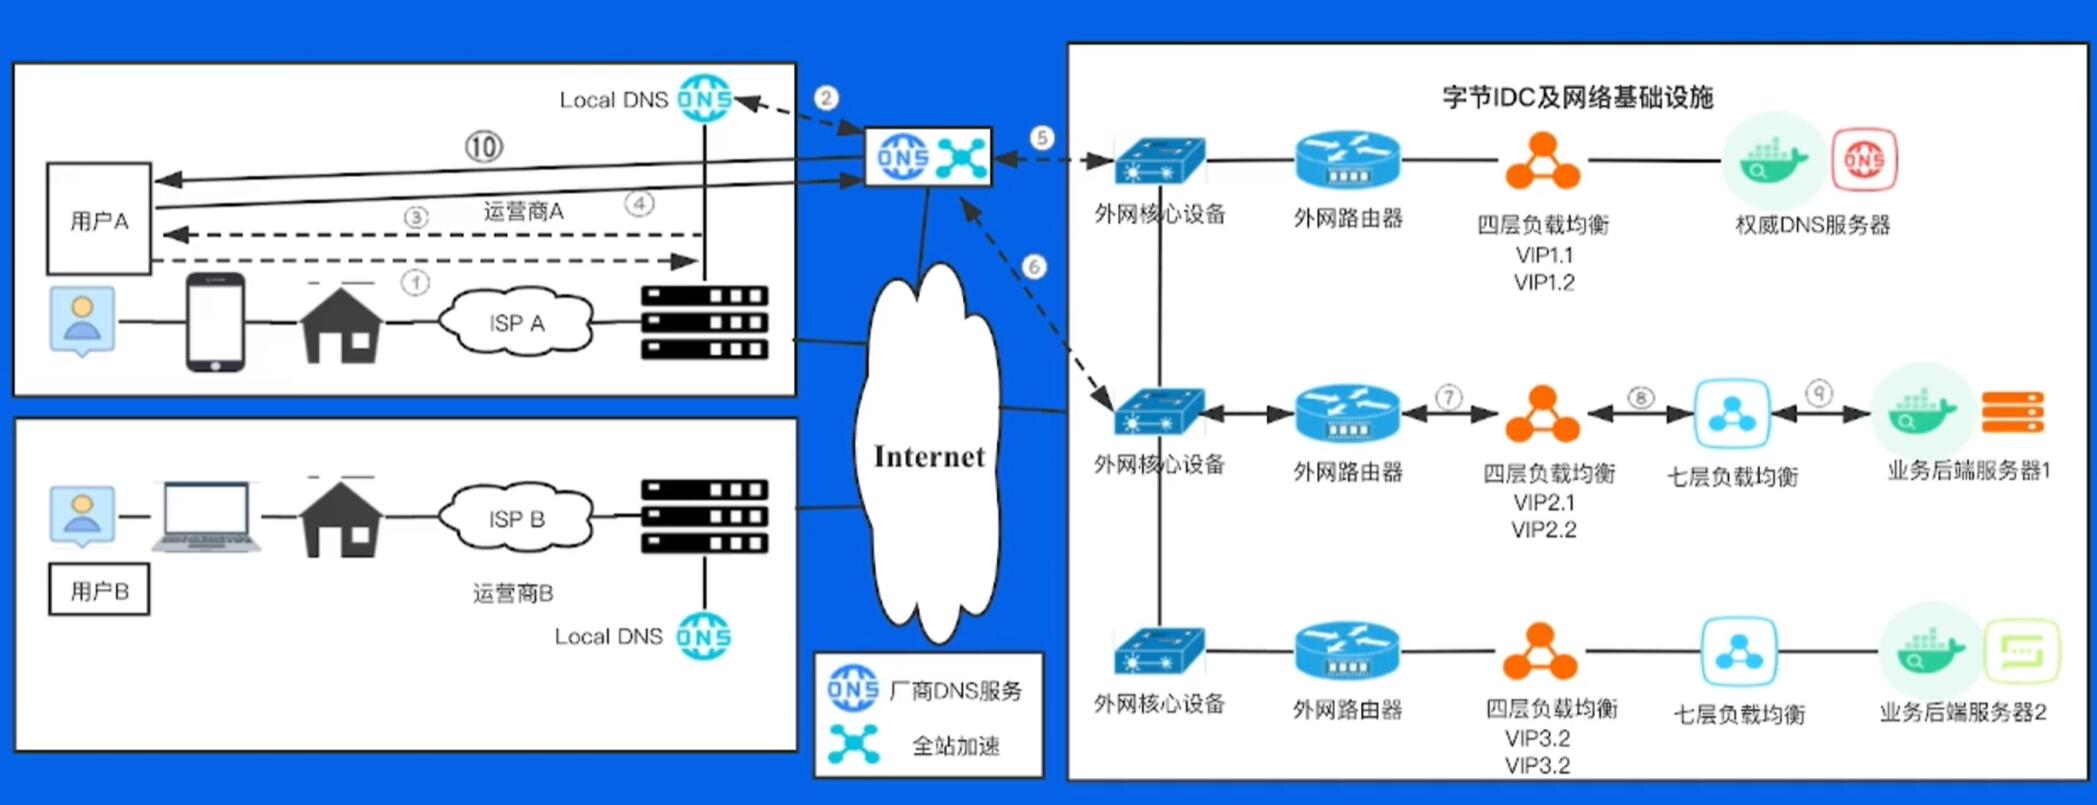 字节IDC及网络基础设施
Local DNS
DNS
②
⑩
用户A
运营商A
③
④
①
ISP A
DNS
⑤
⑥
Internet
用户B
ISP B
运营商B
Local DNS
DNS
DNS
厂商DNS服务
全站加速
外网核心设备
外网路由器
四层负载均衡
VIP1.1
VIP1.2
DNS
权威DNS服务器
⑦
⑧
⑨
外网核心设备
外网路由器
四层负载均衡
VIP2.1
VIP2.2
七层负载均衡
业务后端服务器1
外网核心设备
外网路由器
四层负载均衡
VIP3.2
VIP3.2
七层负载均衡
业务后端服务器2